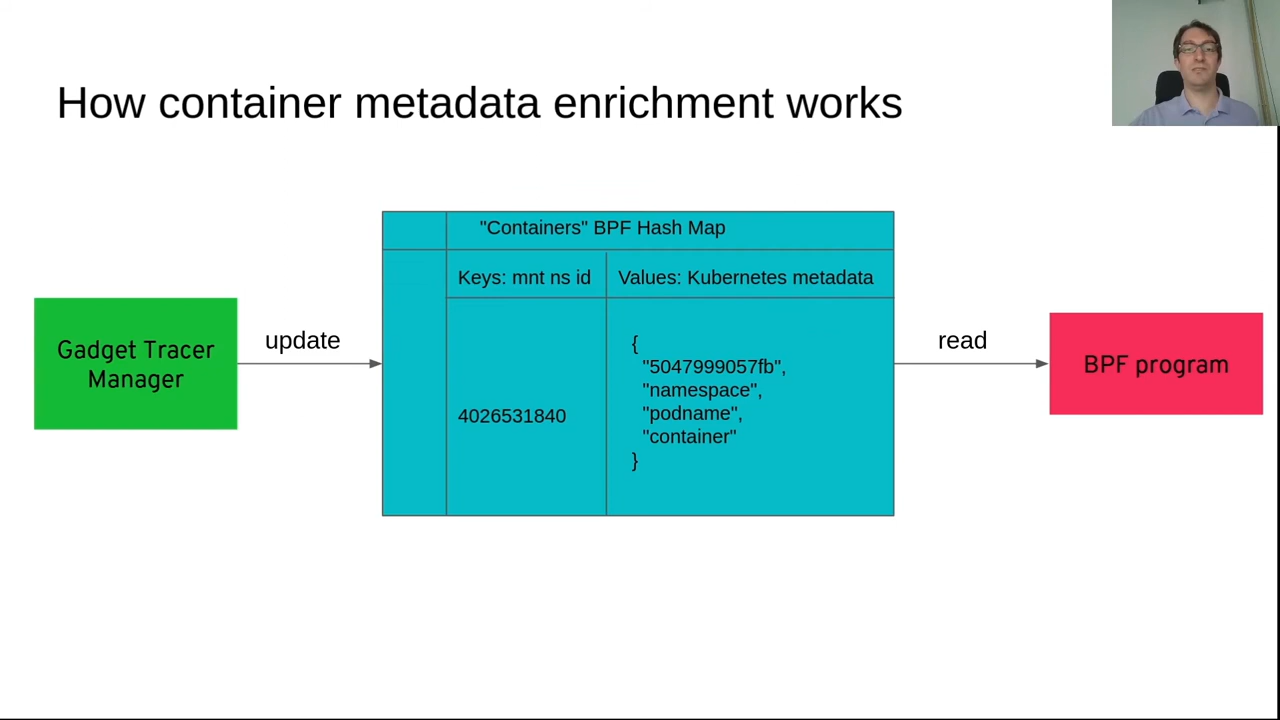 How container metadata enrichment works
"Containers" BPF Hash Map
Keys: mnt ns id
Values: Kubernetes metadata
Gadget Tracer
Manager
update
4026531840
{
"5047999057fb",
"namespace",
"podname",
"container"
}
read
BPF program